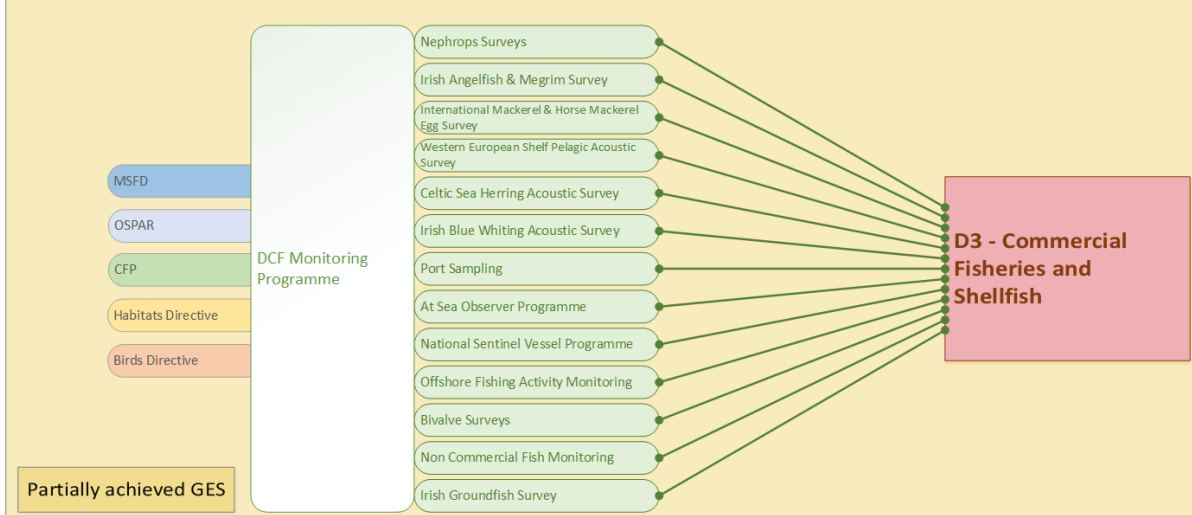 MSFD
OSPAR
CFP
Habitats Directive
Birds Directive
DCF Monitoring
Programme
Nephrops Surveys
Irish Angelfish & Megrim Survey
International Mackerel & Horse Mackerel
Egg Survey
Western European Shelf Pelagic Acoustic
Survey
Celtic Sea Herring Acoustic Survey
Irish Blue Whiting Acoustic Survey
Port Sampling
At Sea Observer Programme
National Sentinel Vessel Programme
Offshore Fishing Activity Monitoring
Bivalve Surveys
Non Commercial Fish Monitoring
Irish Groundfish Survey
D3 - Commercial
Fisheries and
Shellfish
Partially achieved GES